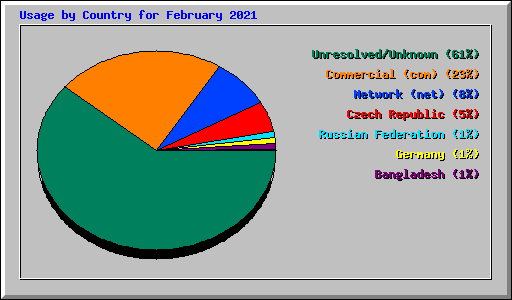 Usage by Country for February 2021
Unresolved/Unknown (61%)
Commercial (com) (23%)
Network (net) (8%)
Czech Republic (5%)
Russian Federation (1%)
Germany (1%)
Bangladesh (1%)